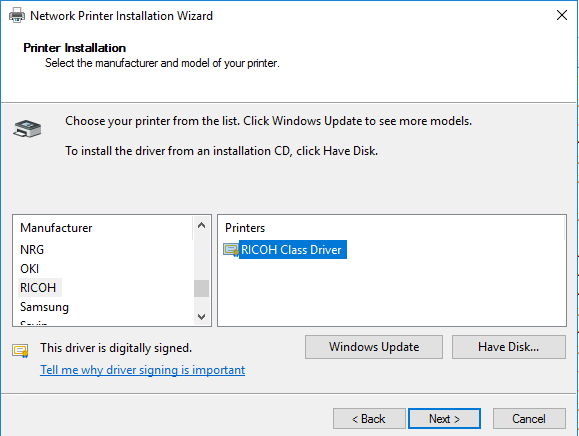 Network Printer Installation Wizard
Printer Installation
Select the manufacturer and model of your printer.
Choose your printer from the list. Click Windows Update to see more models.
To install the driver from an installation CD, click Have Disk.
Manufacturer
NRG
OKI
RICOH
Samsung
Printers
RICOH Class Driver
This driver is digitally signed.
Tell me why driver signing is important
Windows Update
Have Disk...
< Back
Next >
Cancel